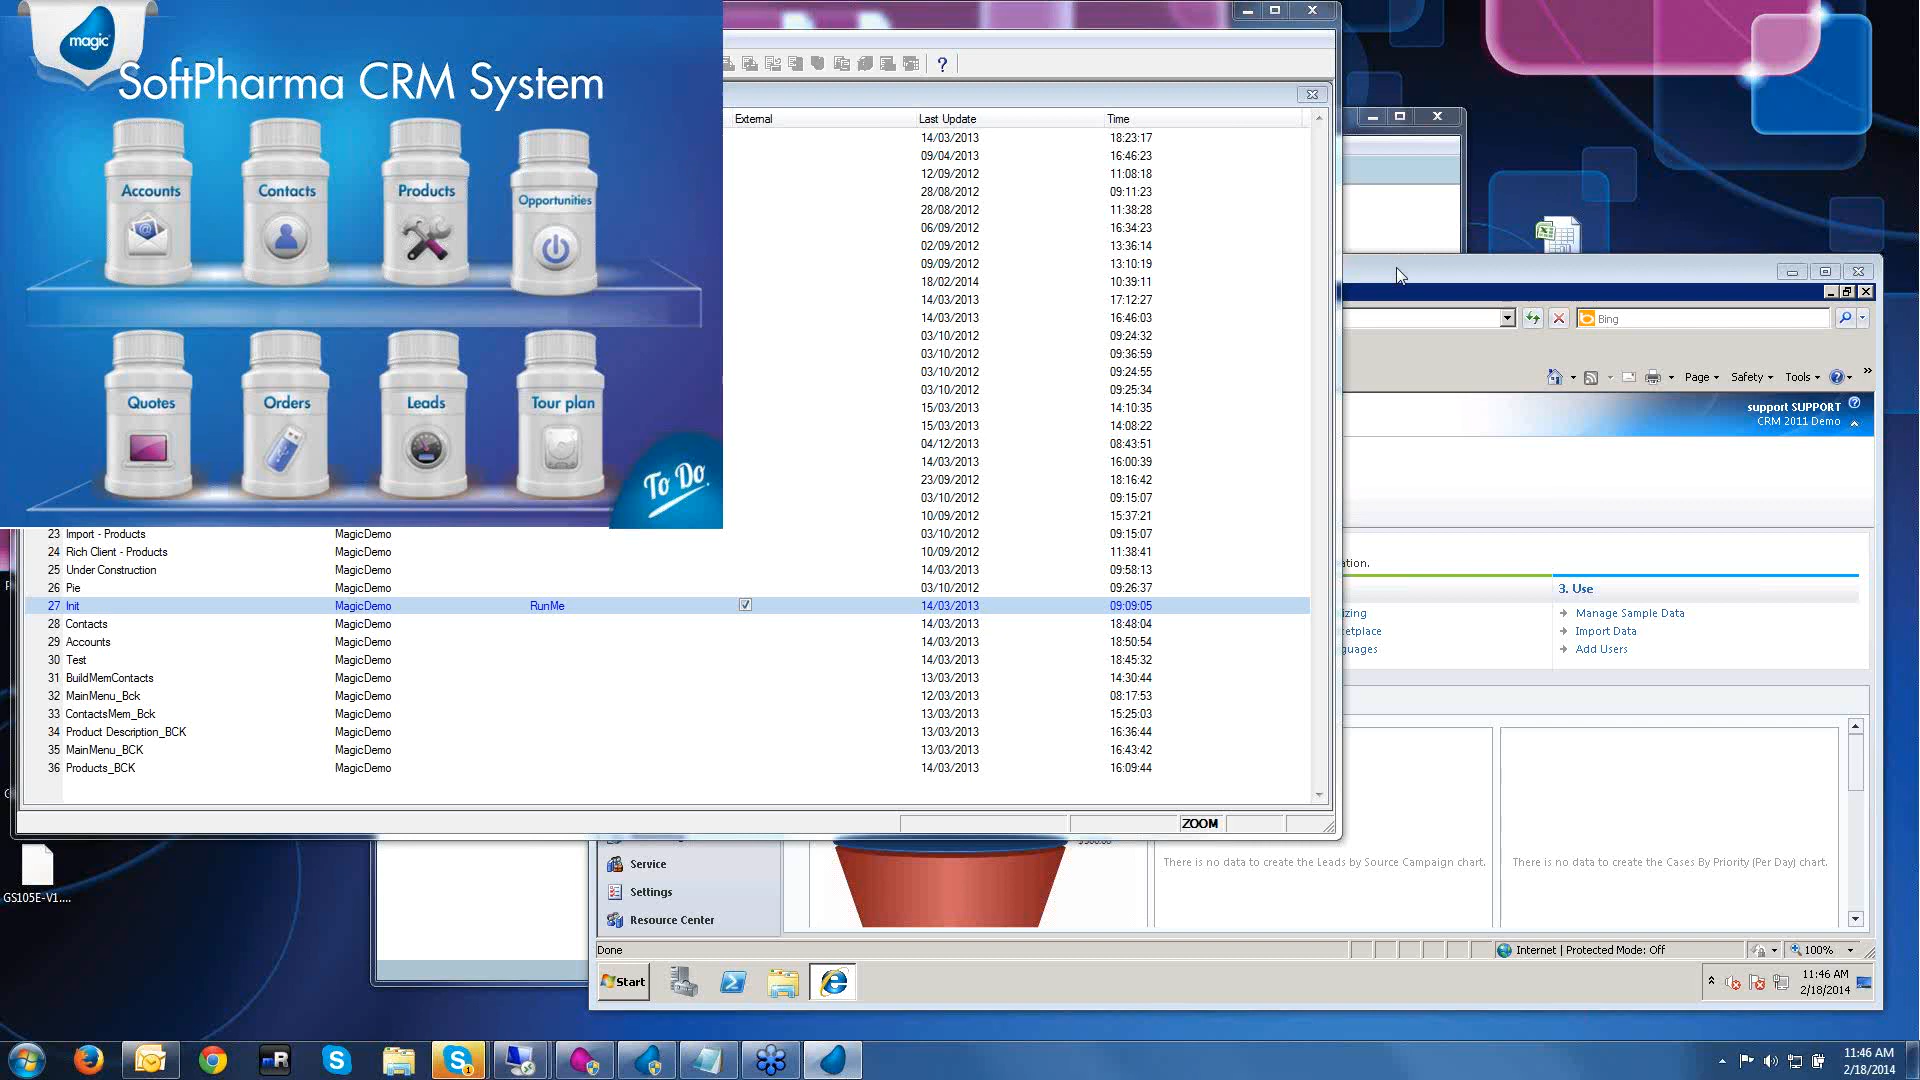 magic
SoftPharma CRM System
Accounts
Contacts
Products
Opportunities
Quotes
Orders
Leads
Tour plan
To Do
?
External Last Update Time
14/03/2013 18:23:17
09/04/2013 16:46:23
12/09/2012 11:08:18
28/08/2012 09:11:23
28/08/2012 11:38:28
06/09/2012 16:34:23
02/09/2012 13:36:14
09/09/2012 13:10:19
18/02/2014 10:39:11
14/03/2013 17:12:27
14/03/2013 16:46:03
03/10/2012 09:24:32
03/10/2012 09:36:59
03/10/2012 09:24:55
03/10/2012 09:25:34
15/03/2013 14:10:35
15/03/2013 14:08:22
04/12/2013 08:43:51
14/03/2013 16:00:39
23/09/2012 18:16:42
03/10/2012 09:15:07
10/09/2012 15:37:21
23 Import - Products MagicDemo 03/10/2012 09:15:07
24 Rich Client - Products MagicDemo 10/09/2012 11:38:41
25 Under Construction MagicDemo 14/03/2013 09:58:13
26 Pie MagicDemo 03/10/2012 09:26:37
27 Init MagicDemo RunMe 14/03/2013 09:09:05
28 Contacts MagicDemo 14/03/2013 18:48:04
29 Accounts MagicDemo 14/03/2013 18:50:54
30 Test MagicDemo 14/03/2013 18:45:32
31 BuildMemContacts MagicDemo 13/03/2013 14:30:44
32 MainMenu_Bck MagicDemo 12/03/2013 08:17:53
33 ContactsMem_Bck MagicDemo 13/03/2013 15:25:03
34 Product Description_BCK MagicDemo 13/03/2013 16:36:44
35 MainMenu_BCK MagicDemo 13/03/2013 16:43:42
36 Products_BCK MagicDemo 14/03/2013 16:09:44
ZOOM
Bing
Page Safety Tools
support SUPPORT
CRM 2011 Demo
ation.
3. Use
izing
Manage Sample Data
etplace
Import Data
guages
Add Users
Service
Settings
Resource Center
There is no data to create the Leads by Source Campaign chart.
There is no data to create the Cases By Priority (Per Day) chart.
Done
Internet | Protected Mode: Off
100%
Start
11:46 AM
2/18/2014
GS105E-V1....
11:46 AM
2/18/2014